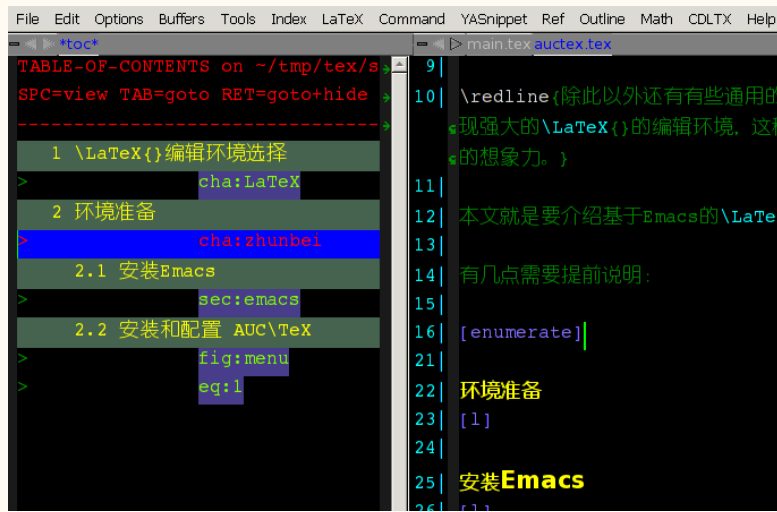 File Edit Options Buffers Tools Index LaTeX Command YASnippet Ref Outline Math CDLTX Help
*toc*
TABLE-OF-CONTENTS on ~/tmp/tex/s
SPC=view TAB=goto RET=goto+hide
--------------------------------
1 \LaTeX{}编辑环境选择
> cha:LaTeX
2 环境准备
> cha:zhunbei
2.1 安装Emacs
> sec:emacs
2.2 安装和配置 AUC\TeX
> fig:menu
> eq:1
main.tex auctex.tex
9
10 \redline{除此以外还有有些通用的
现强大的\LaTeX{}的编辑环境，这
的想象力。}
11
12 本文就是要介绍基于Emacs的\LaTe
13
14 有几点需要提前说明：
15
16 [enumerate]
21
22 环境准备
23 [1]
24
25 安装Emacs
26 [1]